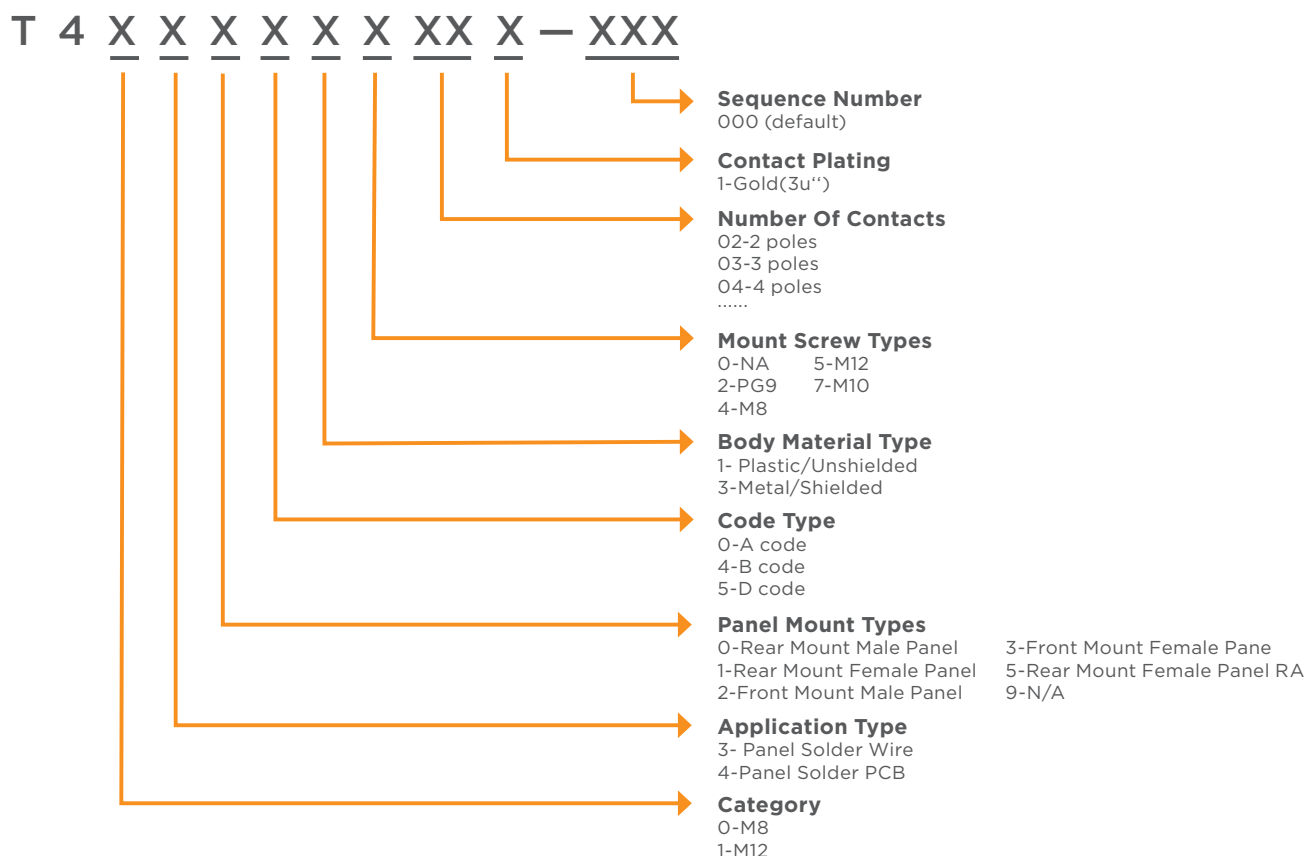 T 4 X X X X X X XX X — XXX
Sequence Number
000 (default)
Contact Plating
1-Gold(3u“)
Number Of Contacts
02-2 poles
03-3 poles
04-4 poles
......
Mount Screw Types
0-NA 5-M12
2-PG9 7-M10
4-M8
Body Material Type
1- Plastic/Unshielded
3-Metal/Shielded
Code Type
0-A code
4-B code
5-D code
Panel Mount Types
0-Rear Mount Male Panel 3-Front Mount Female Pane
1-Rear Mount Female Panel 5-Rear Mount Female Panel RA
2-Front Mount Male Panel 9-N/A
Application Type
3- Panel Solder Wire
4-Panel Solder PCB
Category
0-M8
1-M12